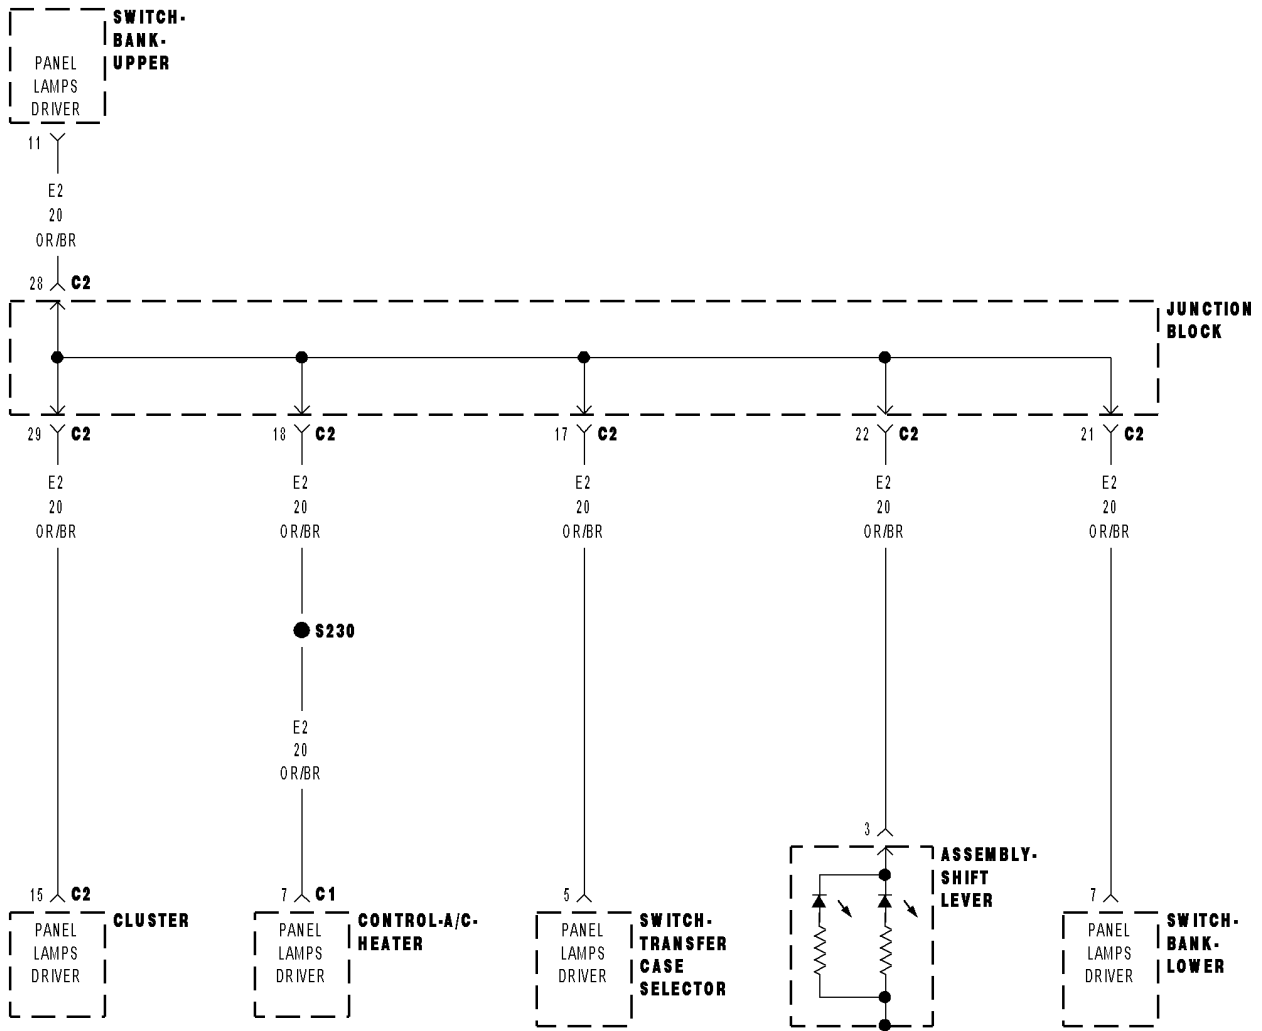 SWITCH-
BANK-
UPPER
PANEL
LAMPS
DRIVER
11
E2
20
OR/BR
28 C2
JUNCTION
BLOCK
29 C2
18 C2
17 C2
22 C2
21 C2
E2
20
OR/BR
E2
20
OR/BR
E2
20
OR/BR
E2
20
OR/BR
E2
20
OR/BR
S230
E2
20
OR/BR
15 C2
CLUSTER
PANEL
LAMPS
DRIVER
7 C1
CONTROL-A/C-
HEATER
PANEL
LAMPS
DRIVER
5
SWITCH-
TRANSFER
CASE
SELECTOR
PANEL
LAMPS
DRIVER
3
ASSEMBLY-
SHIFT
LEVER
7
SWITCH-
BANK-
LOWER
PANEL
LAMPS
DRIVER